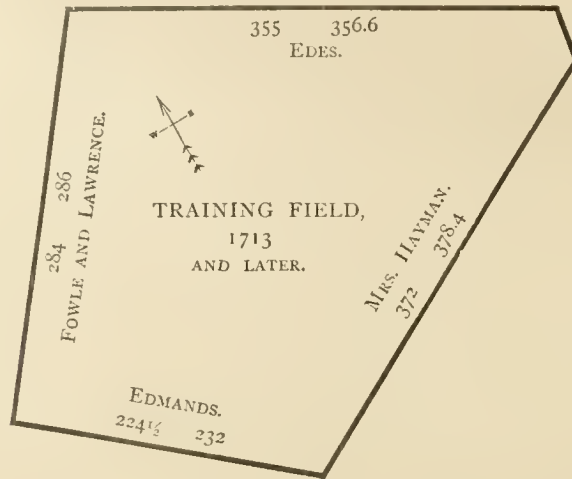 355 356.6
EDES.
FOWLE AND LAWRENCE.
284 286
TRAINING FIELD,
1713
AND LATER.
MRS. HAYMAN.
372 378.4
EDMANDS.
224½ 232